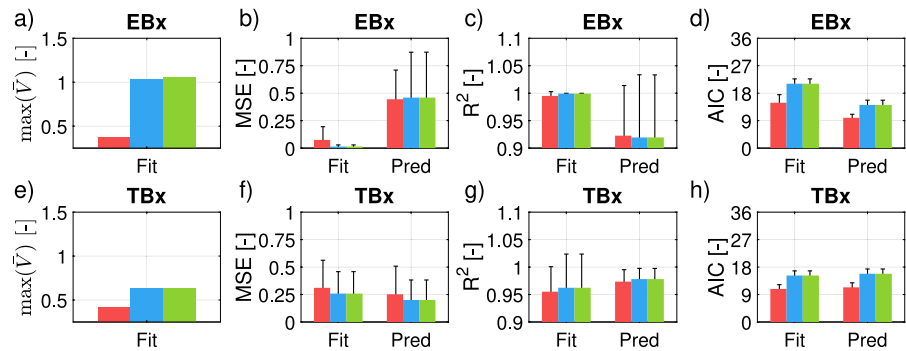 a) EBx
max(V̄) [-]
1.5
1
0.5
Fit
b) EBx
MSE [-]
1
0.75
0.5
0.25
0
Fit Pred
c) EBx
R² [-]
1.1
1.05
1
0.95
0.9
Fit Pred
d) EBx
AIC [-]
36
27
18
9
0
Fit Pred
e) TBx
max(V̄) [-]
1.5
1
0.5
Fit
f) TBx
MSE [-]
1
0.75
0.5
0.25
0
Fit Pred
g) TBx
R² [-]
1.1
1.05
1
0.95
0.9
Fit Pred
h) TBx
AIC [-]
36
27
18
9
0
Fit Pred